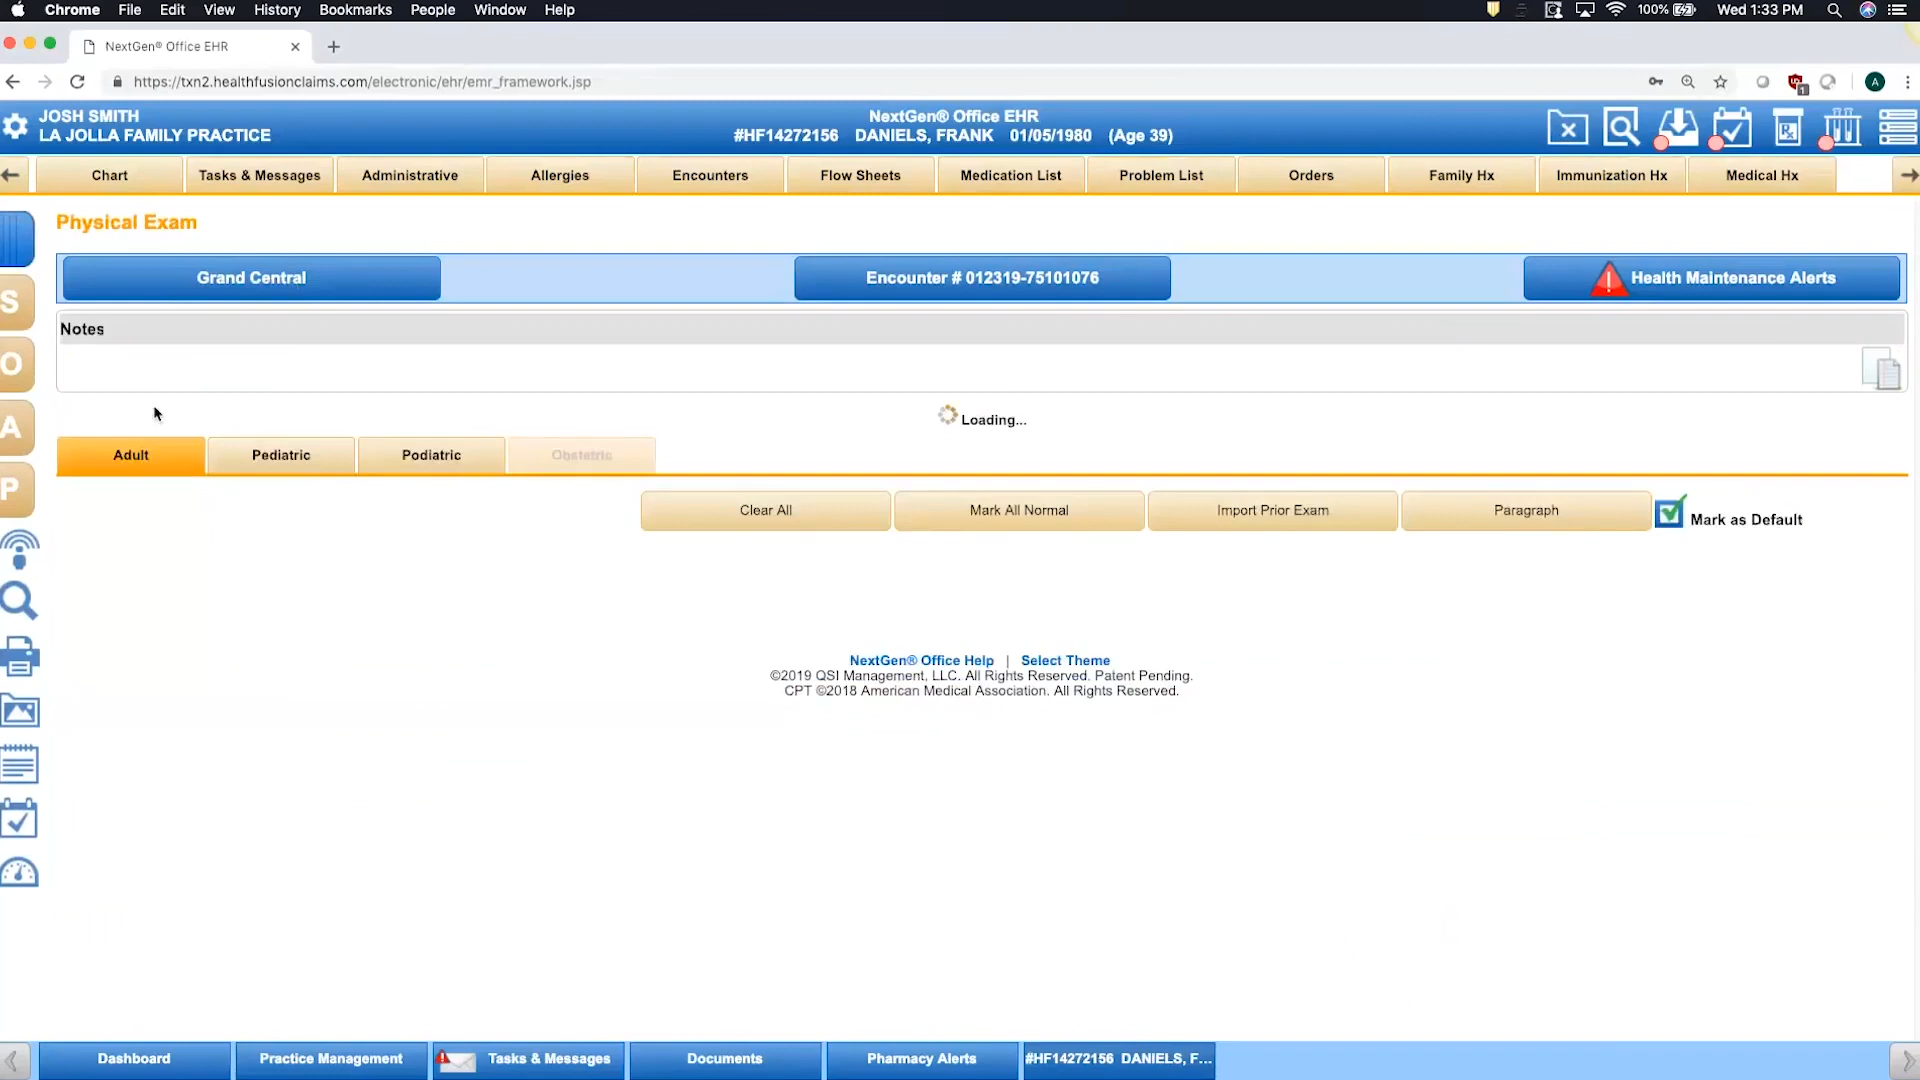 Chrome File Edit View History Bookmarks People Window Help 100% Wed 1:33 PM
NextGen® Office EHR
https://txn2.healthfusionclaims.com/electronic/ehr/emr_framework.jsp A
JOSH SMITH
LA JOLLA FAMILY PRACTICE
NextGen® Office EHR
#HF14272156 DANIELS, FRANK 01/05/1980 (Age 39)
Chart Tasks & Messages Administrative Allergies Encounters Flow Sheets Medication List Problem List Orders Family Hx Immunization Hx Medical Hx
Physical Exam
Grand Central Encounter # 012319-75101076 Health Maintenance Alerts
S
Notes
O
A
Loading...
Adult Pediatric Podiatric Obstetric
P
Clear All Mark All Normal Import Prior Exam Paragraph Mark as Default
NextGen® Office Help | Select Theme
©2019 QSI Management, LLC. All Rights Reserved. Patent Pending.
CPT ©2018 American Medical Association. All Rights Reserved.
Dashboard Practice Management Tasks & Messages Documents Pharmacy Alerts #HF14272156 DANIELS, F...